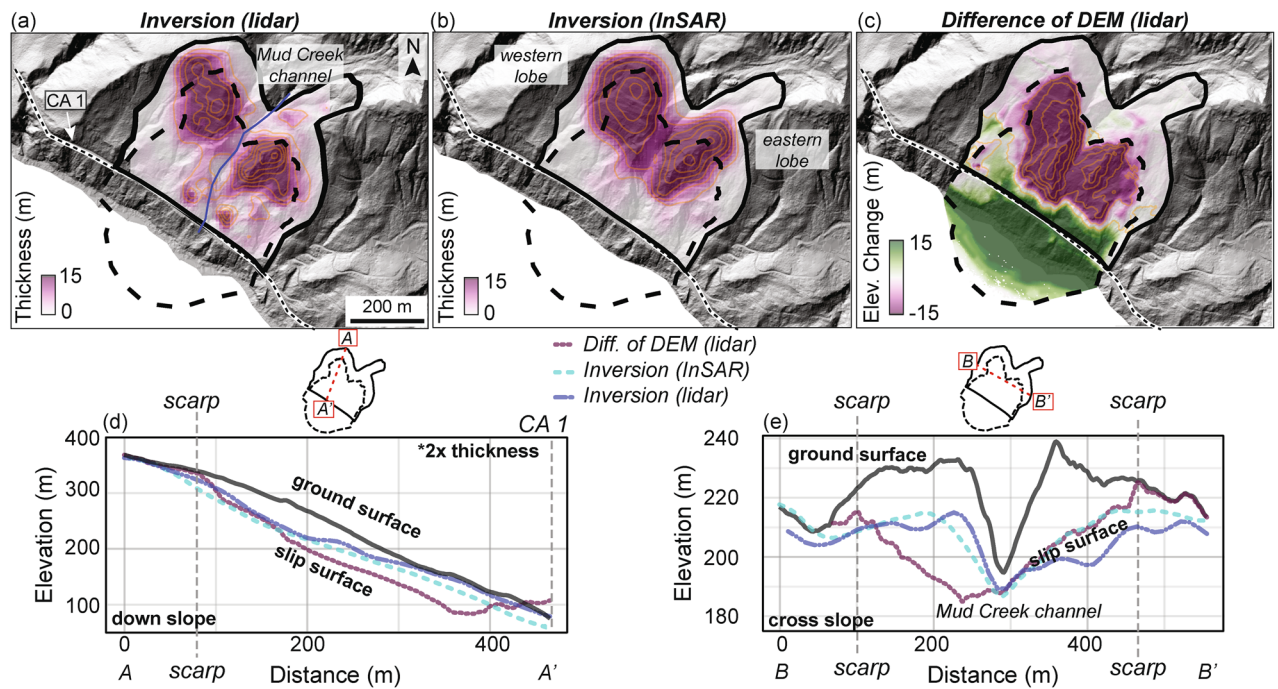 (a) Inversion (lidar)
Mud Creek
channel
N
CA 1
Thickness (m)
15
0
200 m
(b) Inversion (InSAR)
western
lobe
eastern
lobe
Thickness (m)
15
0
(c) Difference of DEM (lidar)
Elev. Change (m)
15
-15
Diff. of DEM (lidar)
Inversion (InSAR)
Inversion (lidar)
A
A'
B
B'
(d)
scarp
CA 1
*2x thickness
ground surface
slip surface
down slope
Elevation (m)
400
300
200
100
0
200
400
A
scarp
Distance (m)
A'
(e)
scarp
scarp
ground surface
slip surface
Mud Creek channel
cross slope
Elevation (m)
240
220
200
180
0
200
400
B
scarp
Distance (m)
scarp
B'